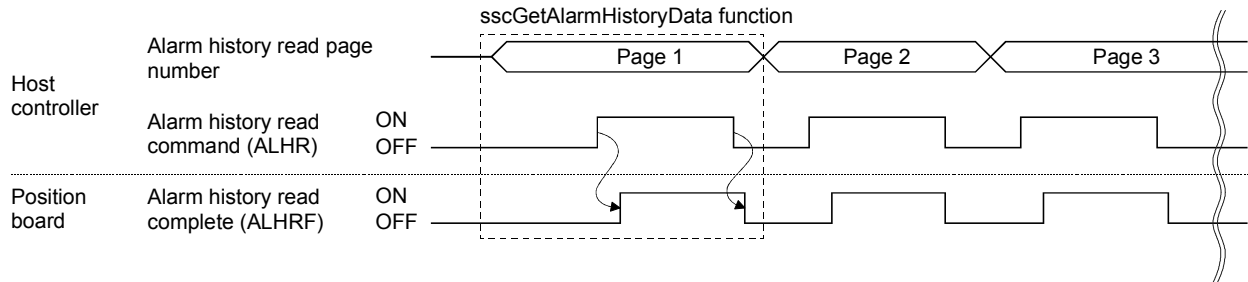 sscGetAlarmHistoryData function
Host
controller
Alarm history read page
number
Page 1
Page 2
Page 3
Alarm history read
command (ALHR)
ON
OFF
Position
board
Alarm history read
complete (ALHRF)
ON
OFF